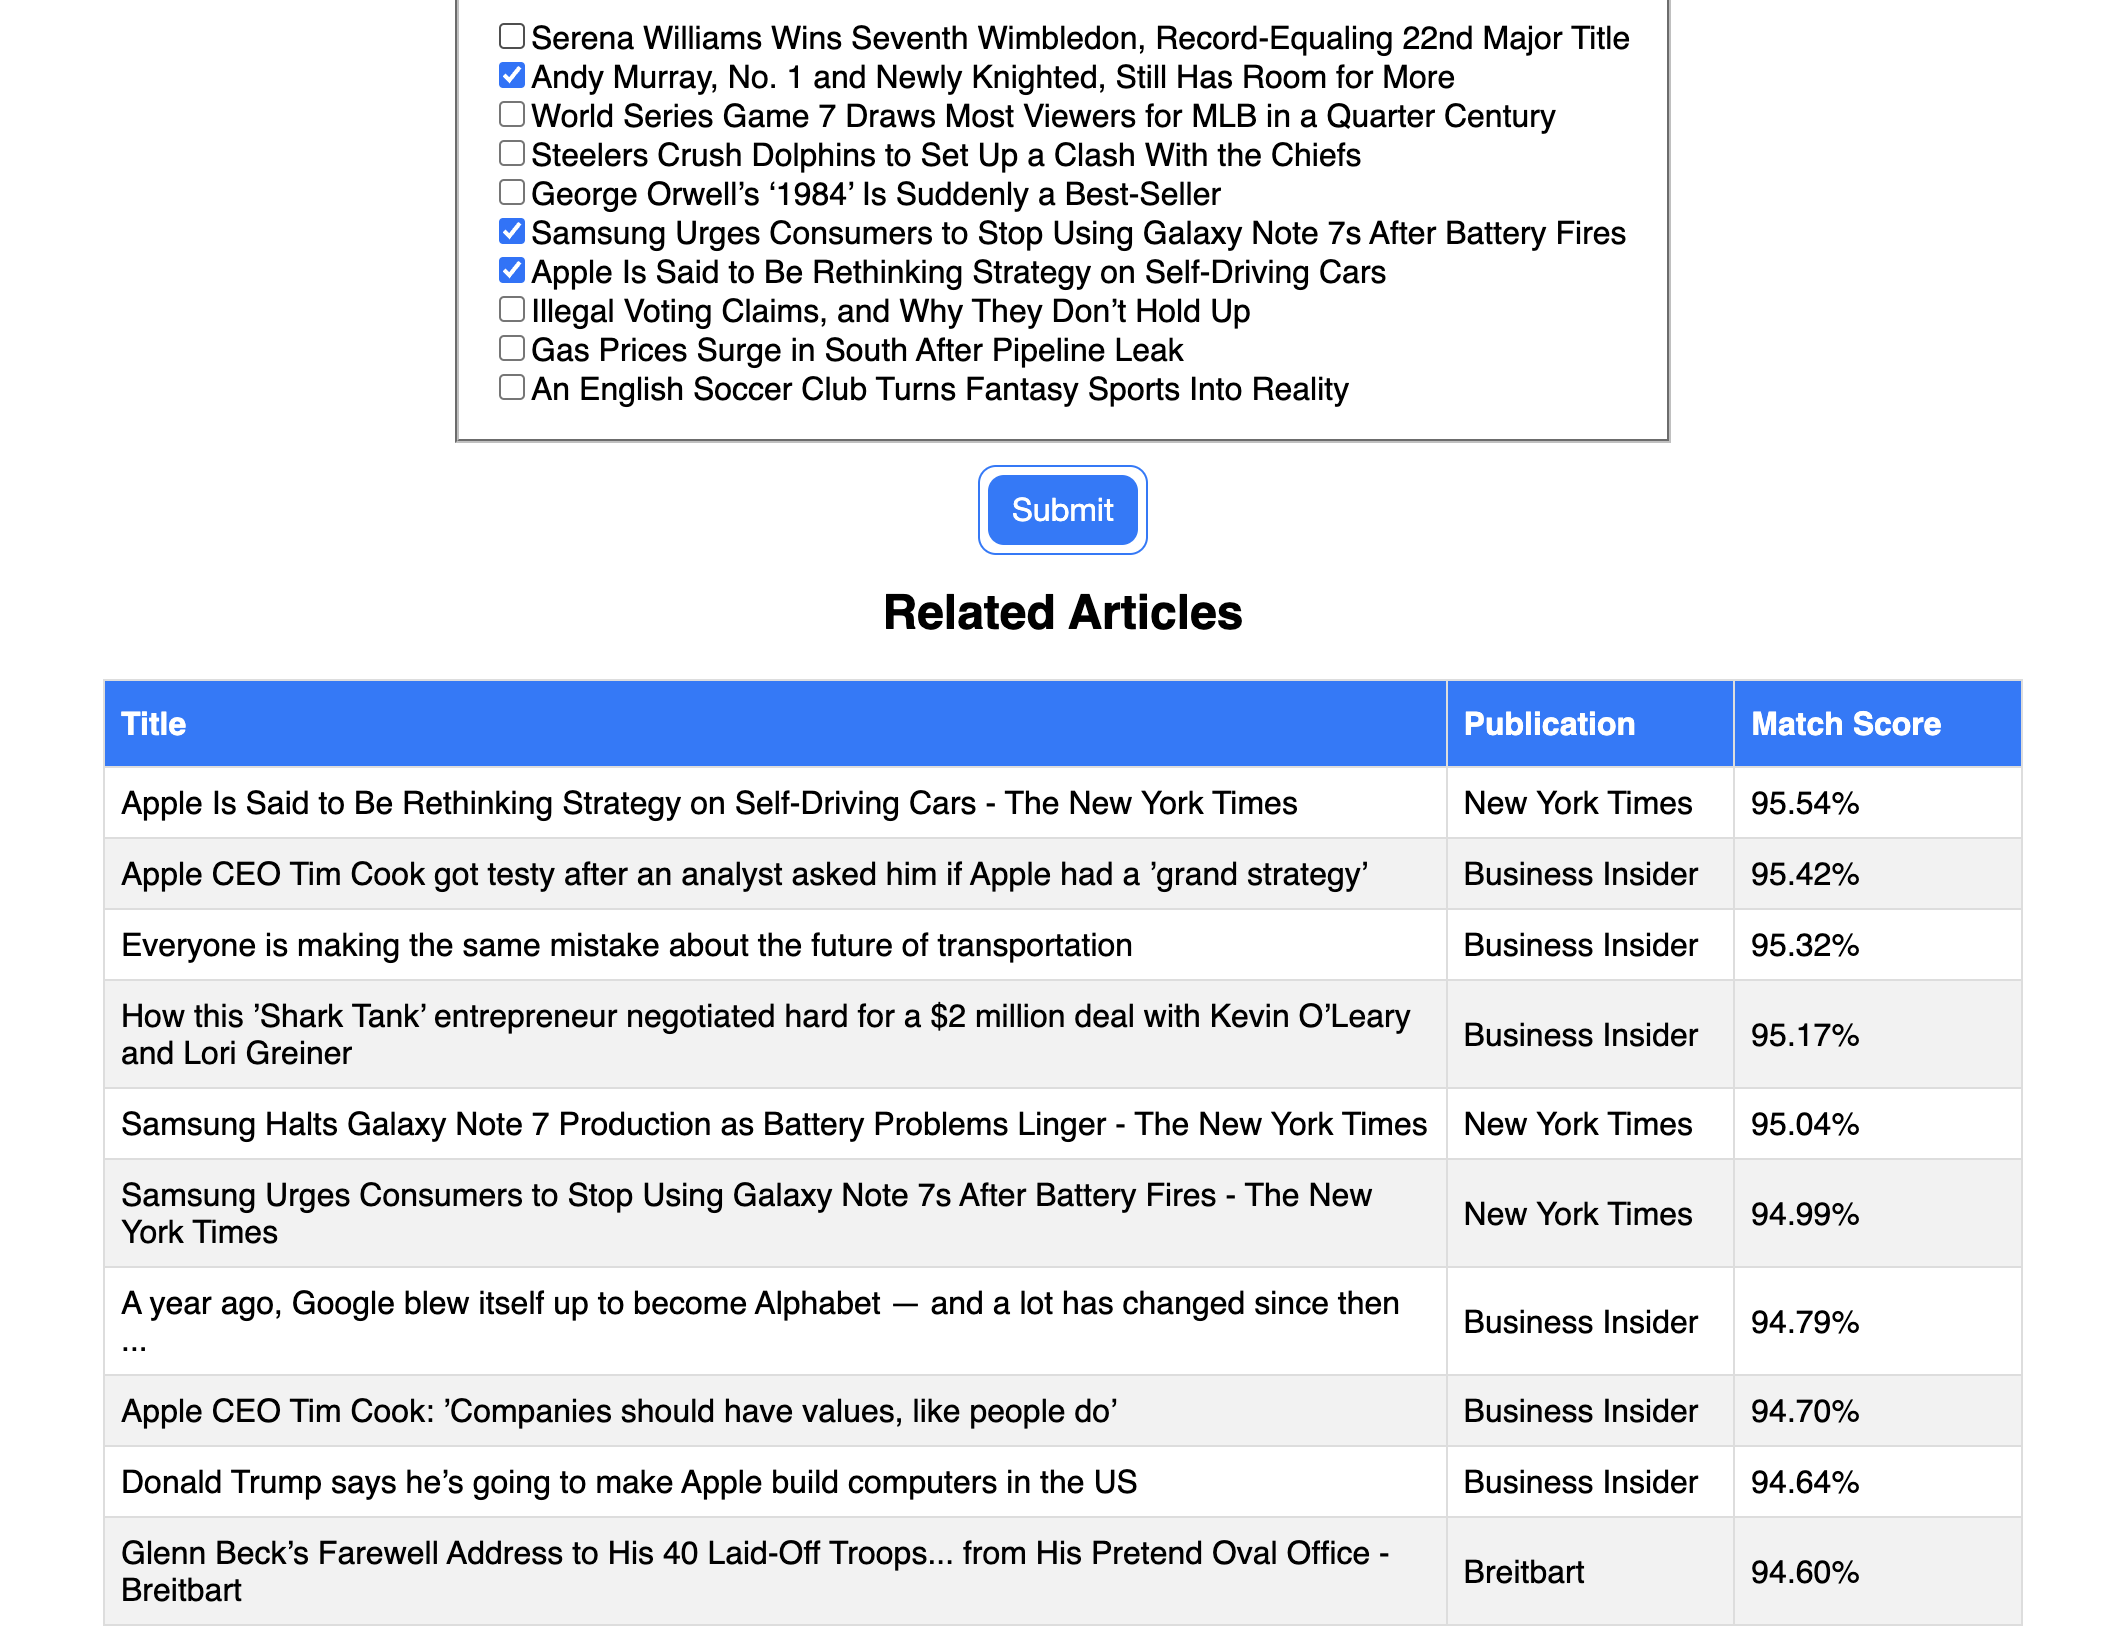 Serena Williams Wins Seventh Wimbledon, Record-Equaling 22nd Major Title
Andy Murray, No. 1 and Newly Knighted, Still Has Room for More
World Series Game 7 Draws Most Viewers for MLB in a Quarter Century
Steelers Crush Dolphins to Set Up a Clash With the Chiefs
George Orwell’s ‘1984’ Is Suddenly a Best-Seller
Samsung Urges Consumers to Stop Using Galaxy Note 7s After Battery Fires
Apple Is Said to Be Rethinking Strategy on Self-Driving Cars
Illegal Voting Claims, and Why They Don’t Hold Up
Gas Prices Surge in South After Pipeline Leak
An English Soccer Club Turns Fantasy Sports Into Reality
Submit
Related Articles
Title Publication Match Score
Apple Is Said to Be Rethinking Strategy on Self-Driving Cars - The New York Times New York Times 95.54%
Apple CEO Tim Cook got testy after an analyst asked him if Apple had a ’grand strategy’ Business Insider 95.42%
Everyone is making the same mistake about the future of transportation Business Insider 95.32%
How this ’Shark Tank’ entrepreneur negotiated hard for a $2 million deal with Kevin O’Leary
and Lori Greiner Business Insider 95.17%
Samsung Halts Galaxy Note 7 Production as Battery Problems Linger - The New York Times New York Times 95.04%
Samsung Urges Consumers to Stop Using Galaxy Note 7s After Battery Fires - The New
York Times New York Times 94.99%
A year ago, Google blew itself up to become Alphabet — and a lot has changed since then
... Business Insider 94.79%
Apple CEO Tim Cook: ’Companies should have values, like people do’ Business Insider 94.70%
Donald Trump says he’s going to make Apple build computers in the US Business Insider 94.64%
Glenn Beck’s Farewell Address to His 40 Laid-Off Troops... from His Pretend Oval Office -
Breitbart Breitbart 94.60%